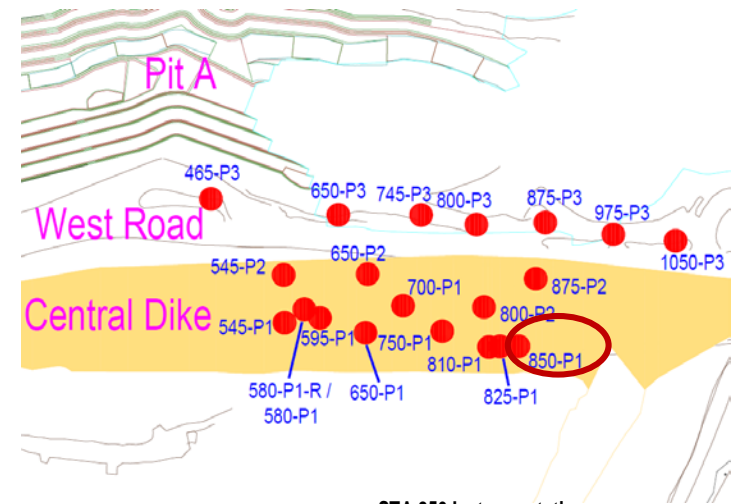 Pit A
465-P3
650-P3
745-P3
800-P3
875-P3
975-P3
1050-P3
West Road
545-P2
650-P2
875-P2
700-P1
800-P2
Central Dike
545-P1
595-P1
750-P1
810-P1
850-P1
580-P1-R /
580-P1
650-P1
825-P1